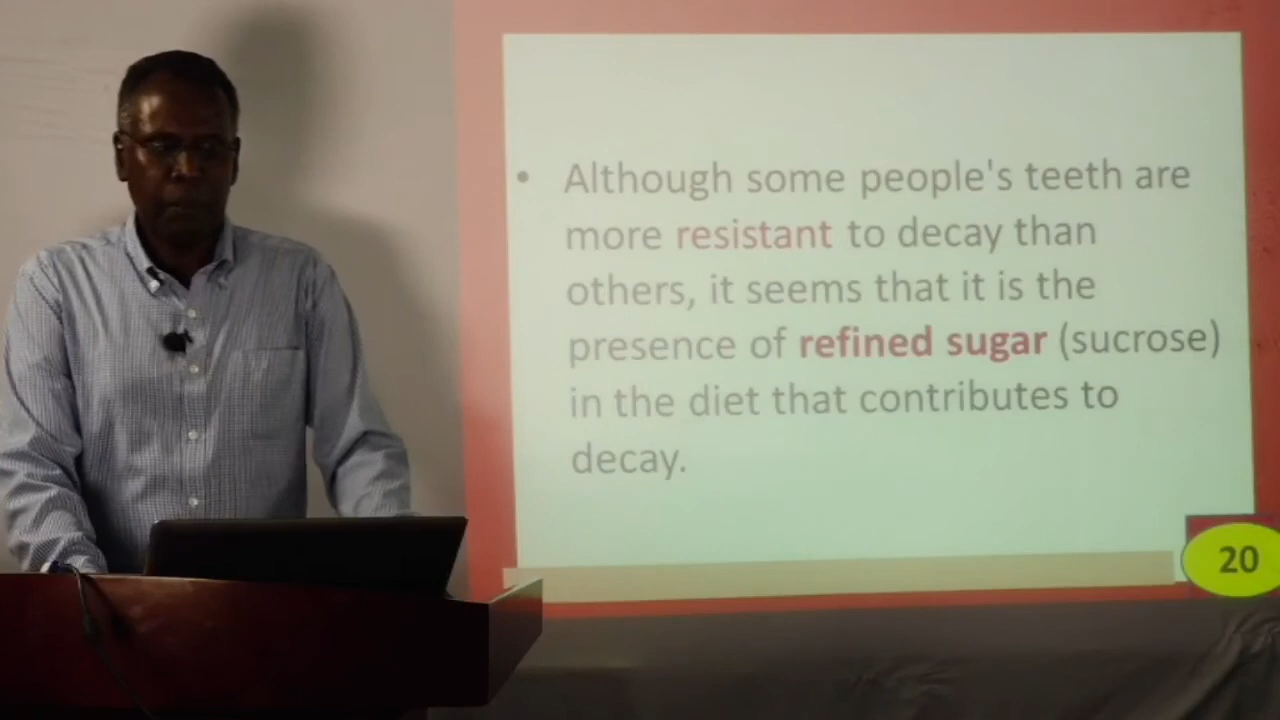 • Although some people's teeth are
more resistant to decay than
others, it seems that it is the
presence of refined sugar (sucrose)
in the diet that contributes to
decay.
20